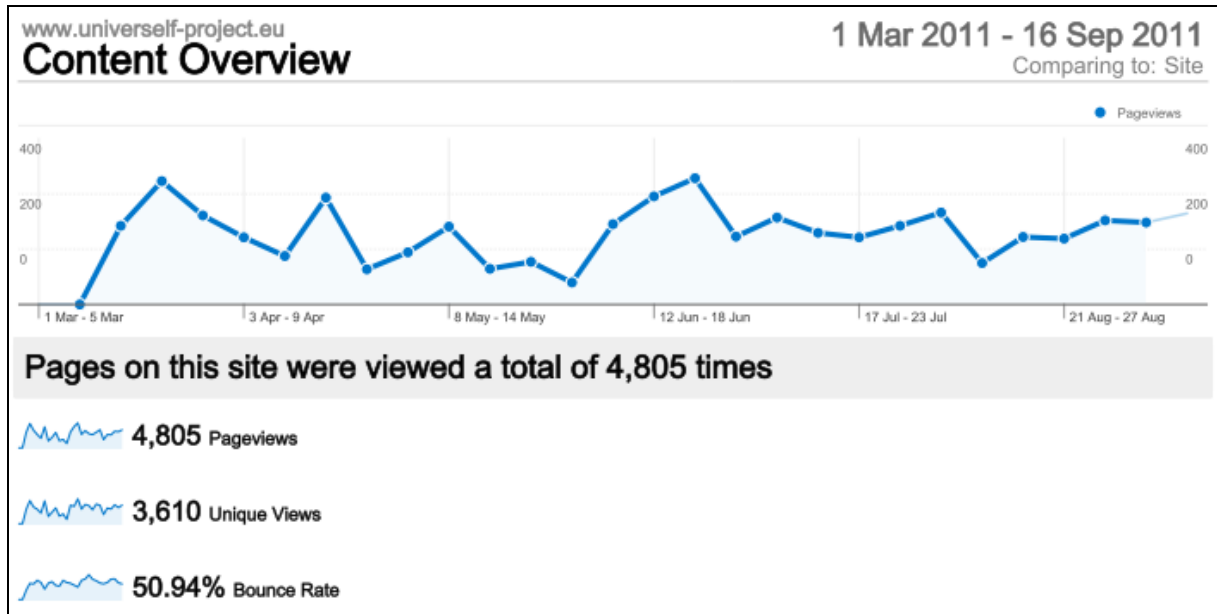 www.univerself-project.eu
Content Overview
1 Mar 2011 - 16 Sep 2011
Comparing to: Site
Pageviews
400
400
200
200
0
0
1 Mar - 5 Mar
3 Apr - 9 Apr
8 May - 14 May
12 Jun - 18 Jun
17 Jul - 23 Jul
21 Aug - 27 Aug
Pages on this site were viewed a total of 4,805 times
4,805 Pageviews
3,610 Unique Views
50.94% Bounce Rate